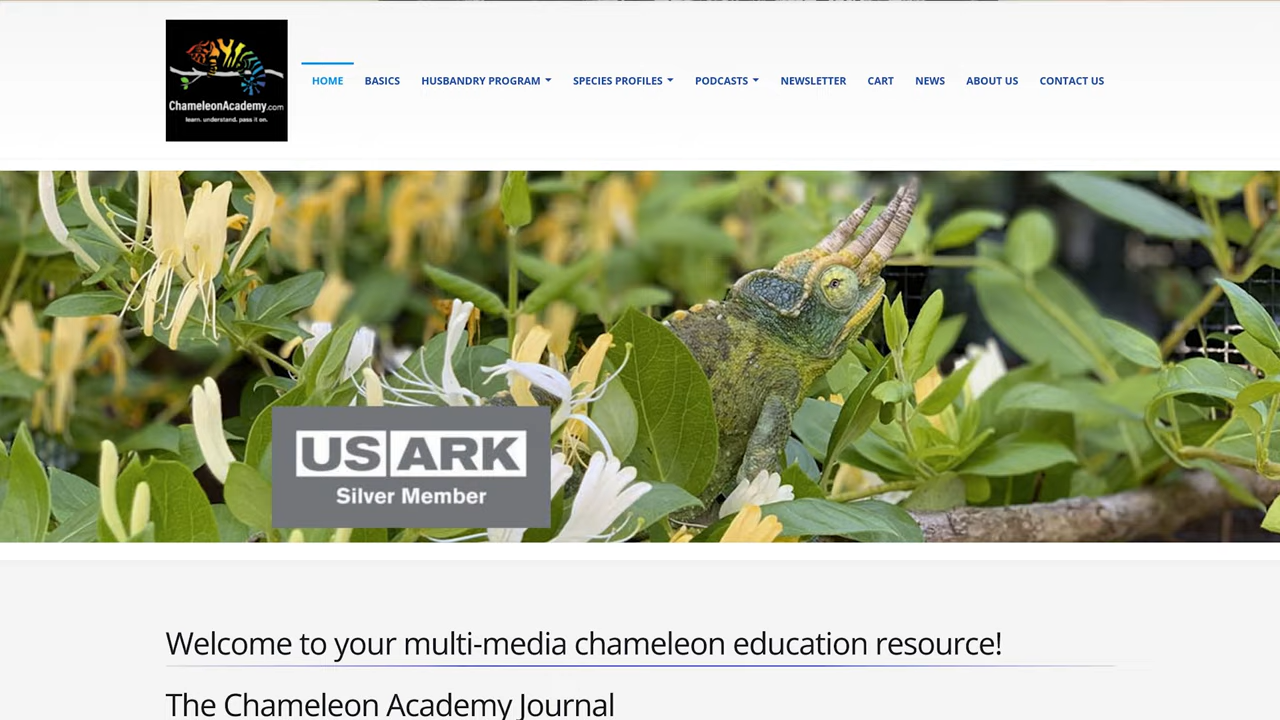 ChameleonAcademy.com
learn. understand. pass it on.
HOME BASICS HUSBANDRY PROGRAM SPECIES PROFILES PODCASTS NEWSLETTER CART NEWS ABOUT US CONTACT US
US ARK
Silver Member
Welcome to your multi-media chameleon education resource!
The Chameleon Academy Journal